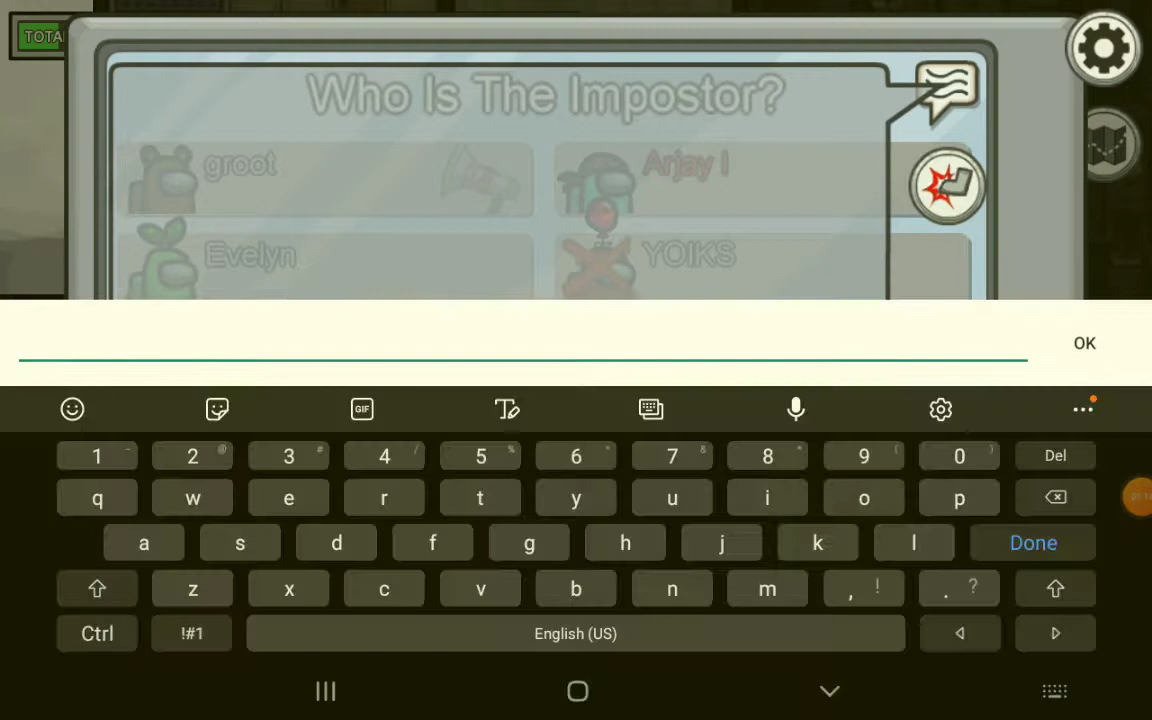 TOTA
Who Is The Impostor?
groot
Arjay I
Evelyn
YOIKS
OK
GIF
1 2 @ 3 # 4 / 5 % 6 7 & 8 * 9 ( 0 ) Del
q w e r t y u i o p
a s d f g h j k l Done
z x c v b n m , ! . ?
Ctrl !#1 English (US)